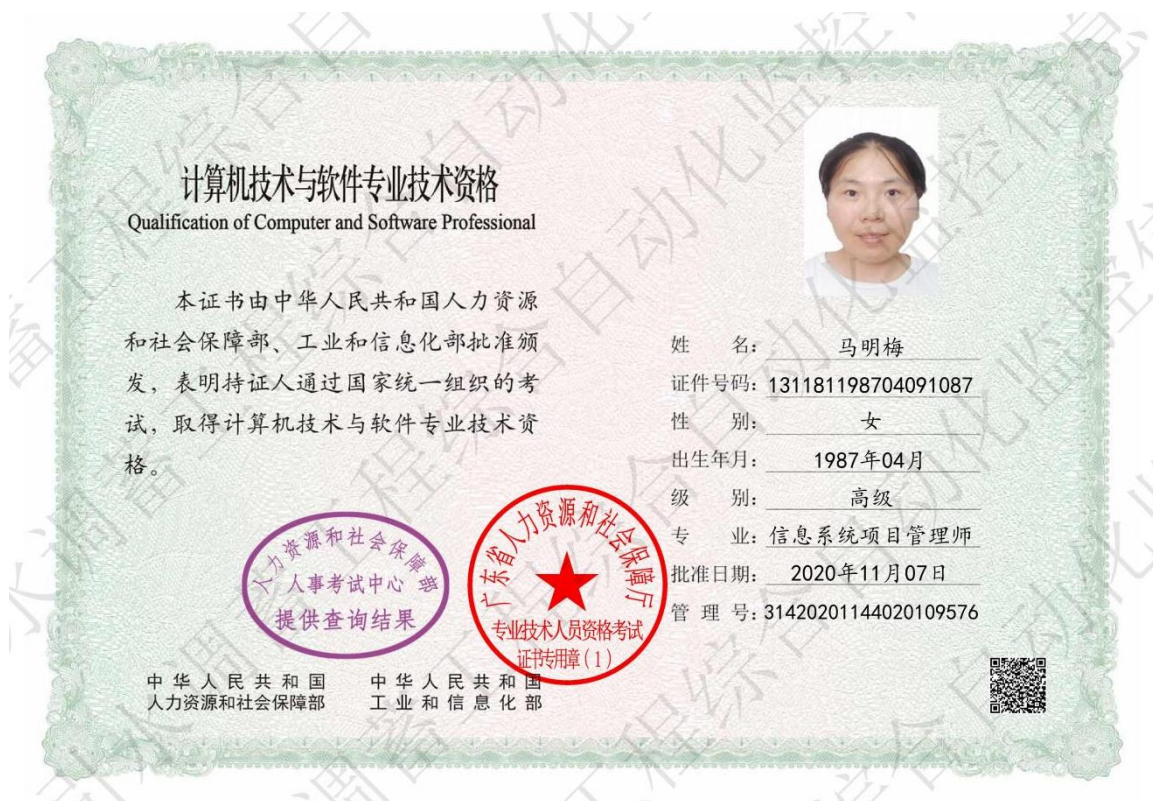 计算机技术与软件专业技术资格
Qualification of Computer and Software Professional
本证书由中华人民共和国人力资源
和社会保障部、工业和信息化部批准颁
发，表明持证人通过国家统一组织的考
试，取得计算机技术与软件专业技术资
格。
人力资源和社会保障部
人事考试中心
提供查询结果
广东省人力资源和社会保障厅
专业技术人员资格考试
证书专用章(1)
中华人民共和国
人力资源和社会保障部
中华人民共和国
工业和信息化部
姓 名: 马明梅
证件号码: 131181198704091087
性 别: 女
出生年月: 1987年04月
级 别: 高级
专 业: 信息系统项目管理师
批准日期: 2020年11月07日
管 理 号: 31420201144020109576